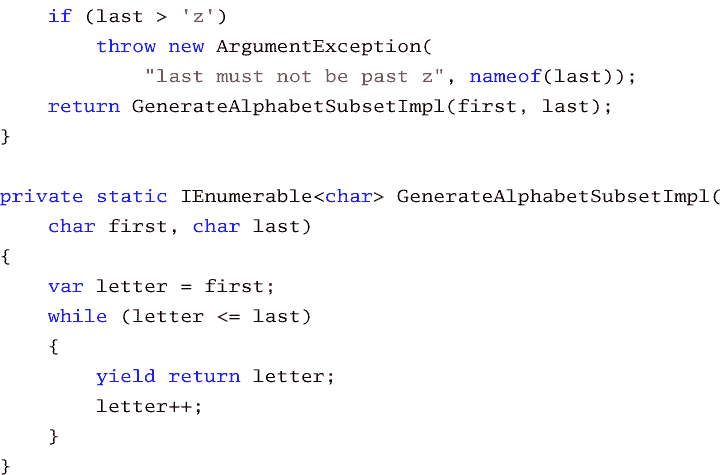 if (last > 'z')
        throw new ArgumentException(
            "last must not be past z", nameof(last));
    return GenerateAlphabetSubsetImpl(first, last);
}

private static IEnumerable<char> GenerateAlphabetSubsetImpl(
    char first, char last)
{
    var letter = first;
    while (letter <= last)
    {
        yield return letter;
        letter++;
    }
}